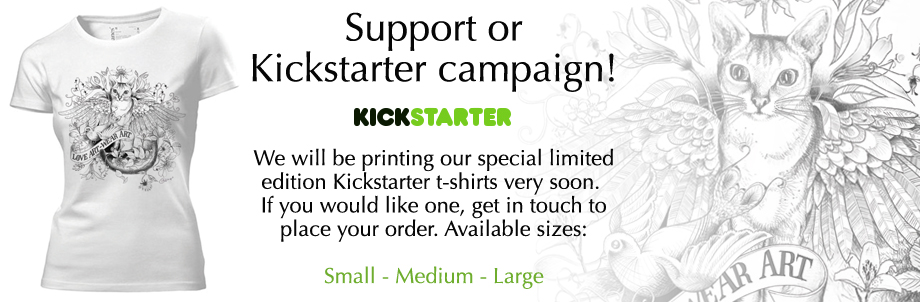 Support or
Kickstarter campaign!
KICKSTARTER
We will be printing our special limited
edition Kickstarter t-shirts very soon.
If you would like one, get in touch to
place your order. Available sizes:
Small - Medium - Large
LOVE ART-WEAR ART
WEAR ART